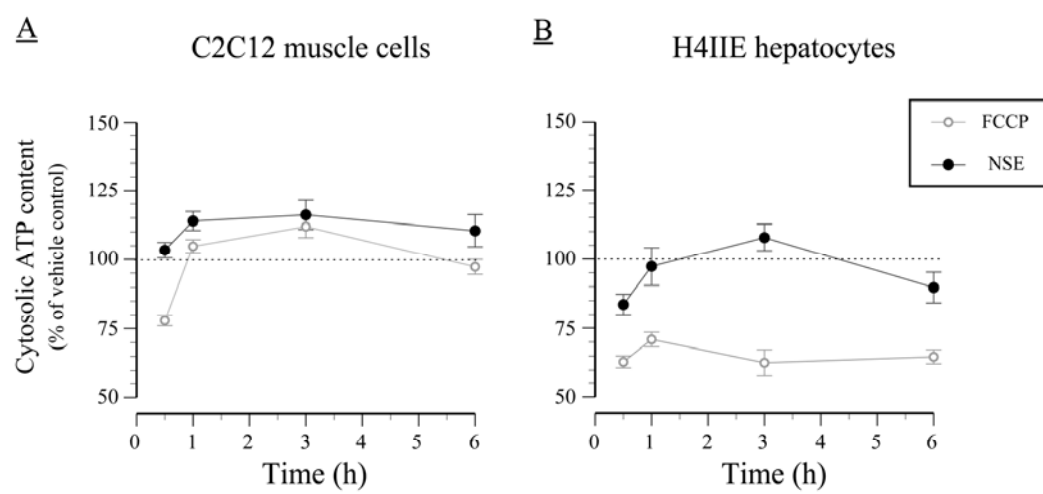 A
C2C12 muscle cells
B
H4IIE hepatocytes
FCCP
NSE
Cytosolic ATP content
(% of vehicle control)
150
125
100
75
50
0 1 2 3 4 5 6
Time (h)
150
125
100
75
50
0 1 2 3 4 5 6
Time (h)